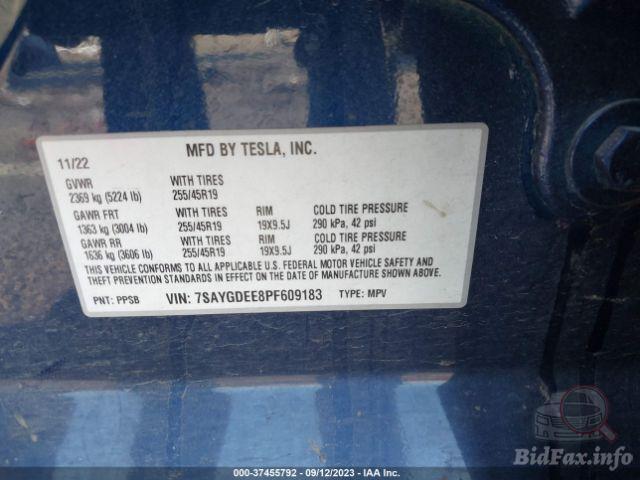 MFD BY TESLA, INC.
11/22
GVWR WITH TIRES
2369 kg (5224 lb) 255/45R19
GAWR FRT WITH TIRES RIM COLD TIRE PRESSURE
1363 kg (3004 lb) 255/45R19 19X9.5J 290 kPa, 42 psi
GAWR RR WITH TIRES RIM COLD TIRE PRESSURE
1636 kg (3606 lb) 255/45R19 19X9.5J 290 kPa, 42 psi
THIS VEHICLE CONFORMS TO ALL APPLICABLE U.S. FEDERAL MOTOR VEHICLE SAFETY AND
THEFT PREVENTION STANDARDS IN EFFECT ON THE DATE OF MANUFACTURE SHOWN ABOVE.
PNT: PPSB VIN: 7SAYGDEE8PF609183 TYPE: MPV
BidFax.info
000-37455792 - 09/12/2023 - IAA Inc.